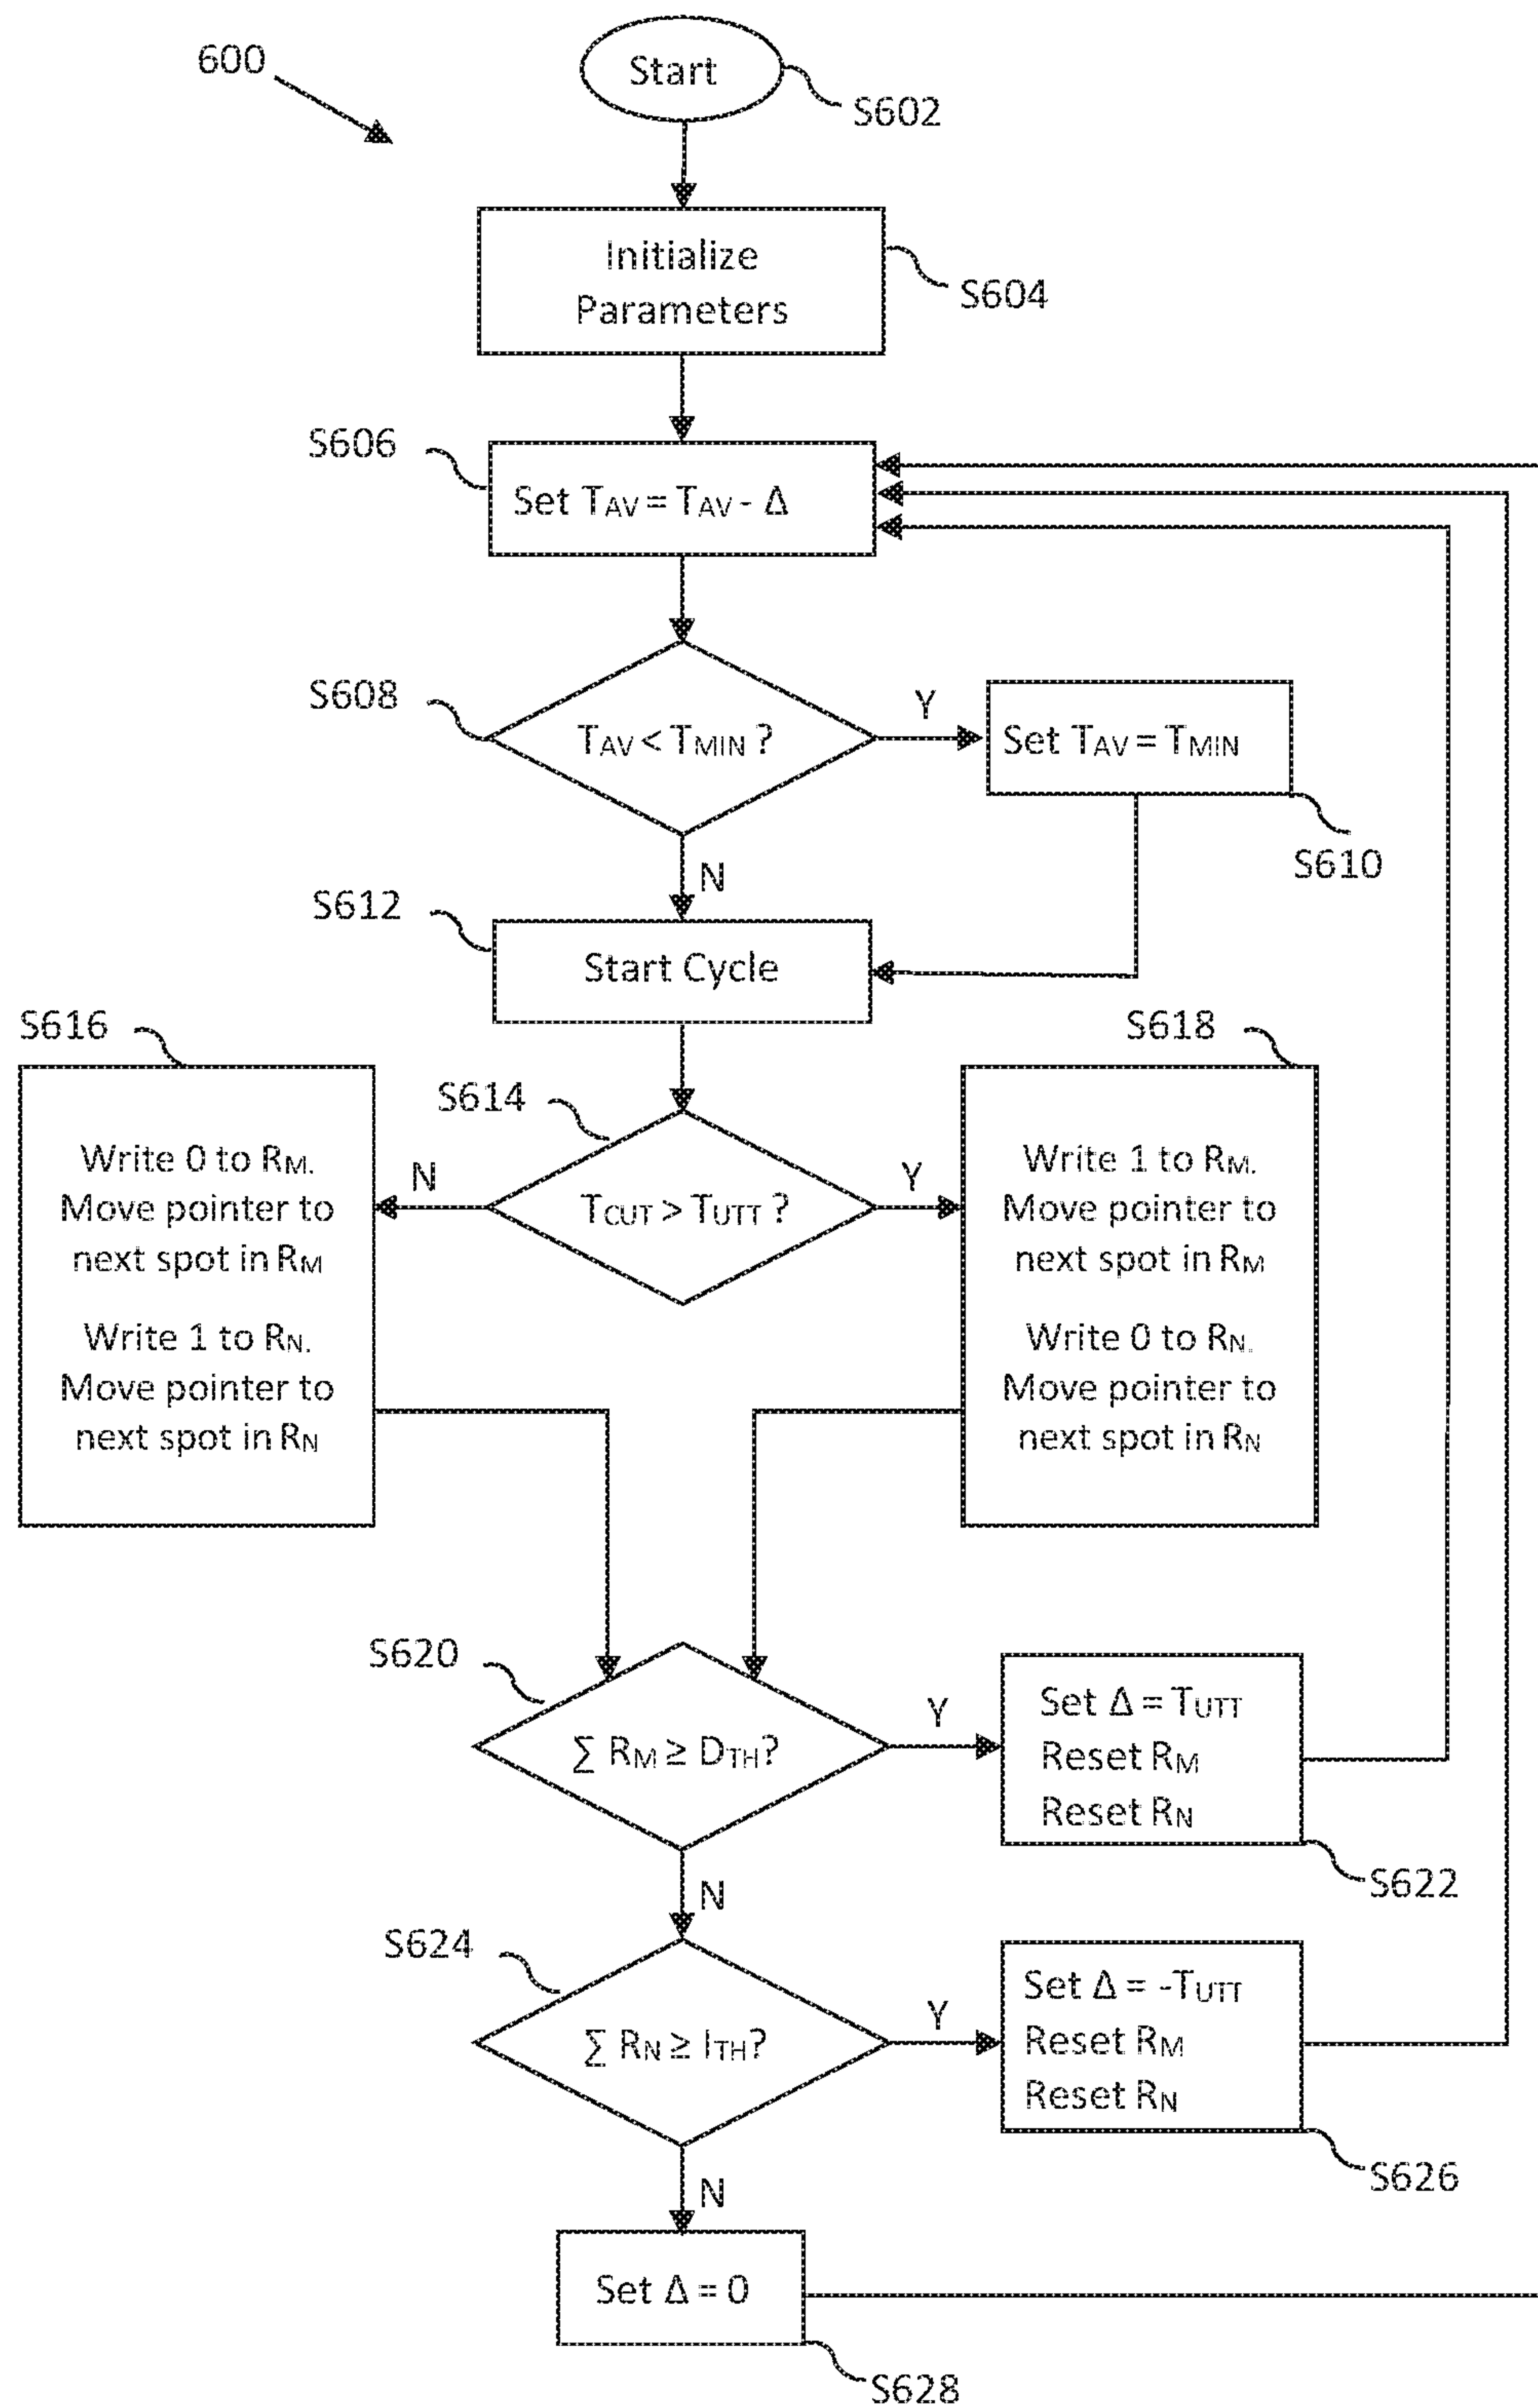 600
Start
S602
Initialize
Parameters
S604
S606
Set TAV = TAV - Δ
S608
TAV < TMIN ?
Y
Set TAV = TMIN
S610
N
S612
Start Cycle
S616
S618
S614
TCUT > TUTT ?
N
Y
Write 0 to RM.
Move pointer to
next spot in RM
Write 1 to RN.
Move pointer to
next spot in RN
Write 1 to RM.
Move pointer to
next spot in RM
Write 0 to RN.
Move pointer to
next spot in RN
S620
∑ RM ≥ DTH?
Y
Set Δ = TUTT
Reset RM
Reset RN
S622
N
S624
∑ RN ≥ ITH?
Y
Set Δ = -TUTT
Reset RM
Reset RN
S626
N
Set Δ = 0
S628